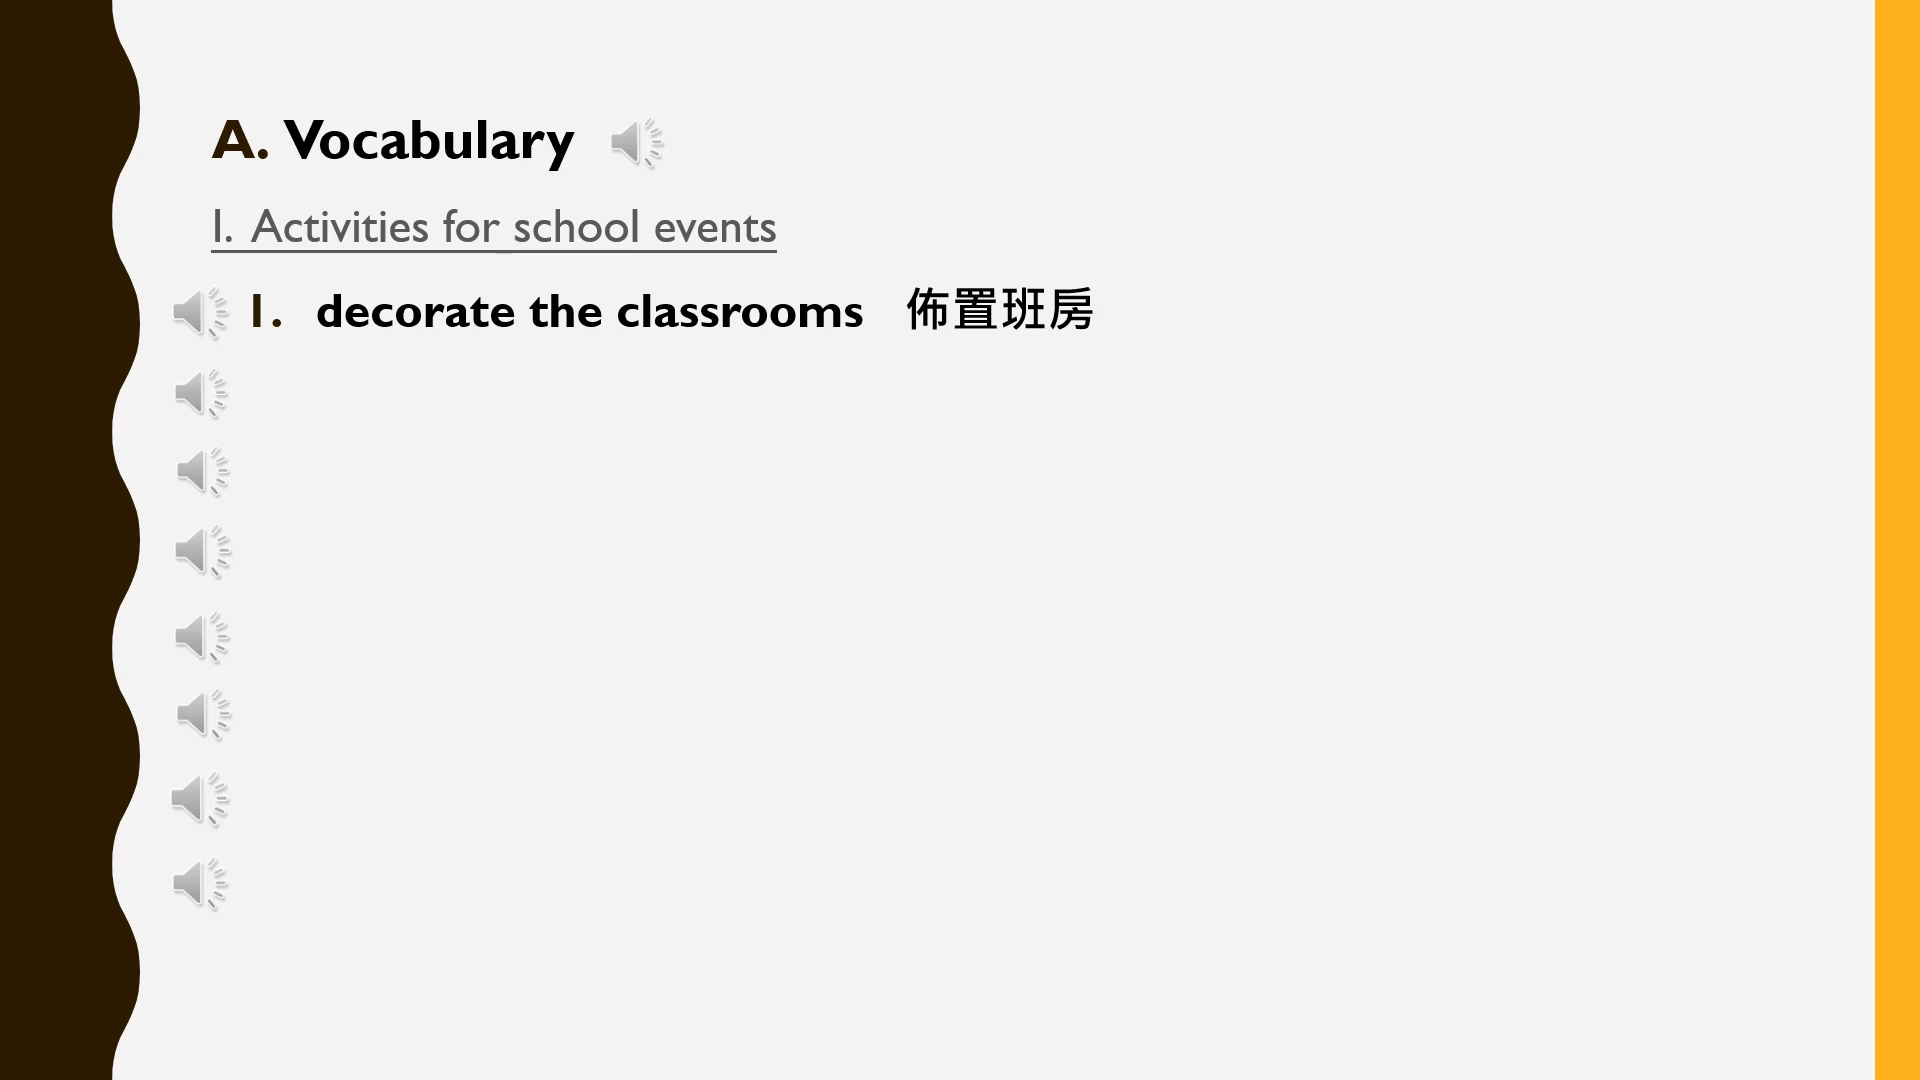 A. Vocabulary
I. Activities for school events
1. decorate the classrooms 佈置班房